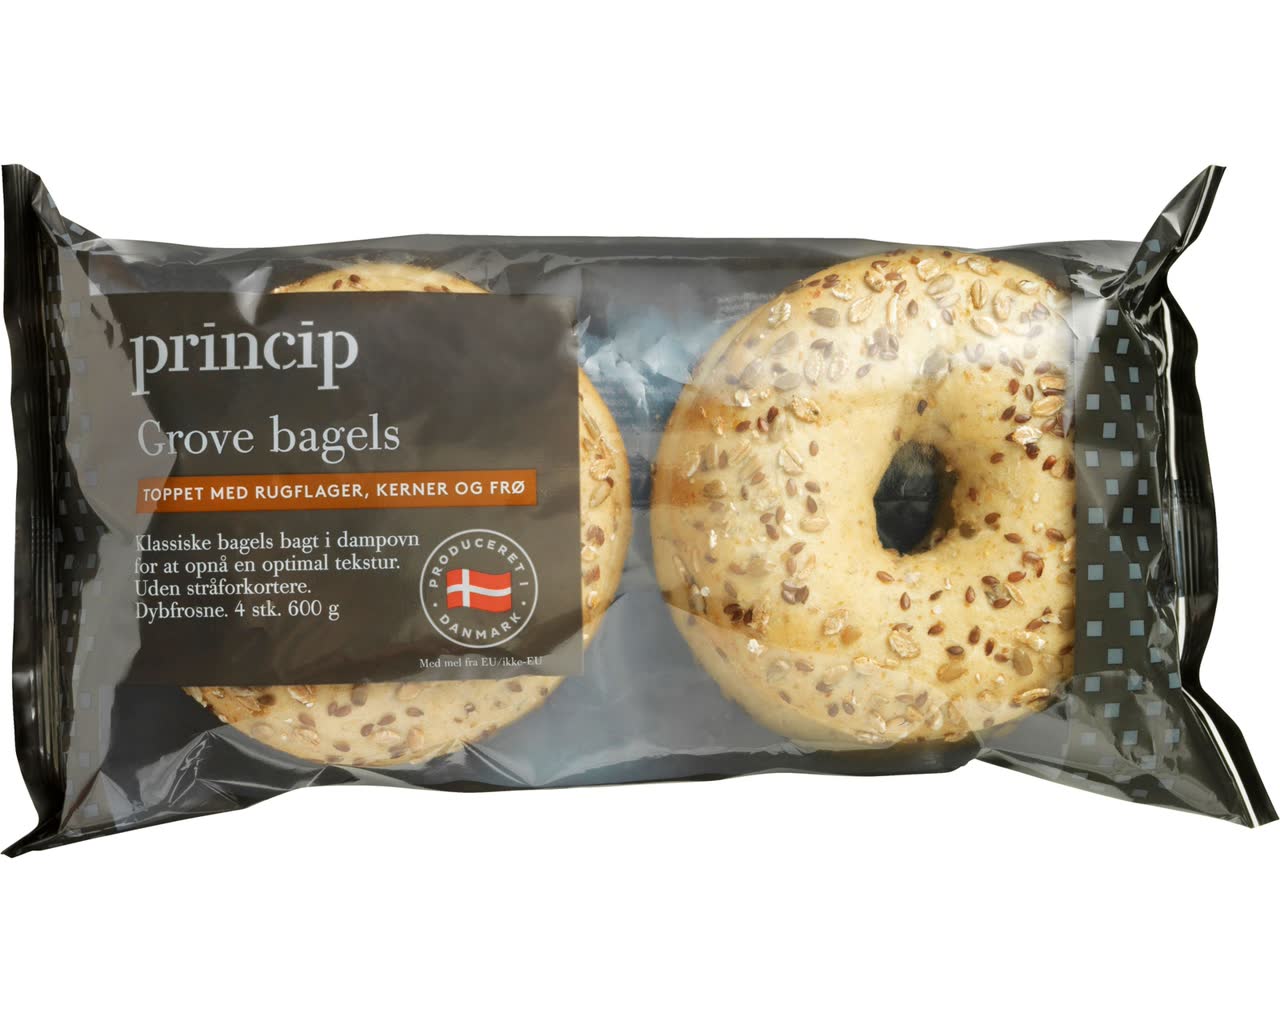 princip
Grove bagels
TOPPET MED RUGFLAGER, KERNER OG FRØ
Klassiske bagels bagt i dampovn
for at opnå en optimal tekstur.
Uden stråforkortere.
Dybfrosne. 4 stk. 600 g
PRODUCERET I
DANMARK
Med mel fra EU/ikke-EU